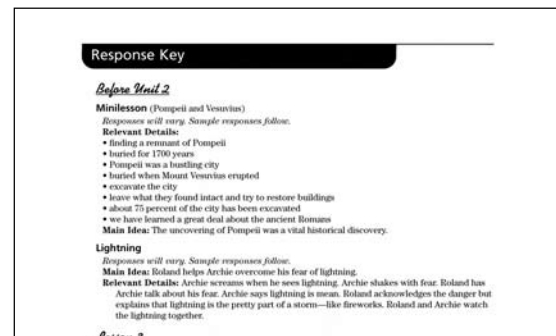 Response Key
Before Unit 2
Minilesson (Pompeii and Vesuvius)
Responses will vary. Sample responses follow.
Relevant Details:
• finding a remnant of Pompeii
• buried for 1700 years
• Pompeii was a bustling city
• buried when Mount Vesuvius erupted
• excavate the city
• leave what they found intact and try to restore buildings
• about 75 percent of the city has been excavated
• we have learned a great deal about the ancient Romans
Main Idea: The uncovering of Pompeii was a vital historical discovery.
Lightning
Responses will vary. Sample responses follow.
Main Idea: Roland helps Archie overcome his fear of lightning.
Relevant Details: Archie screams when he sees lightning. Archie shakes with fear. Roland has
Archie talk about his fear. Archie says lightning is mean. Roland acknowledges the danger but
explains that lightning is the pretty part of a storm—like fireworks. Roland and Archie watch
the lightning together.